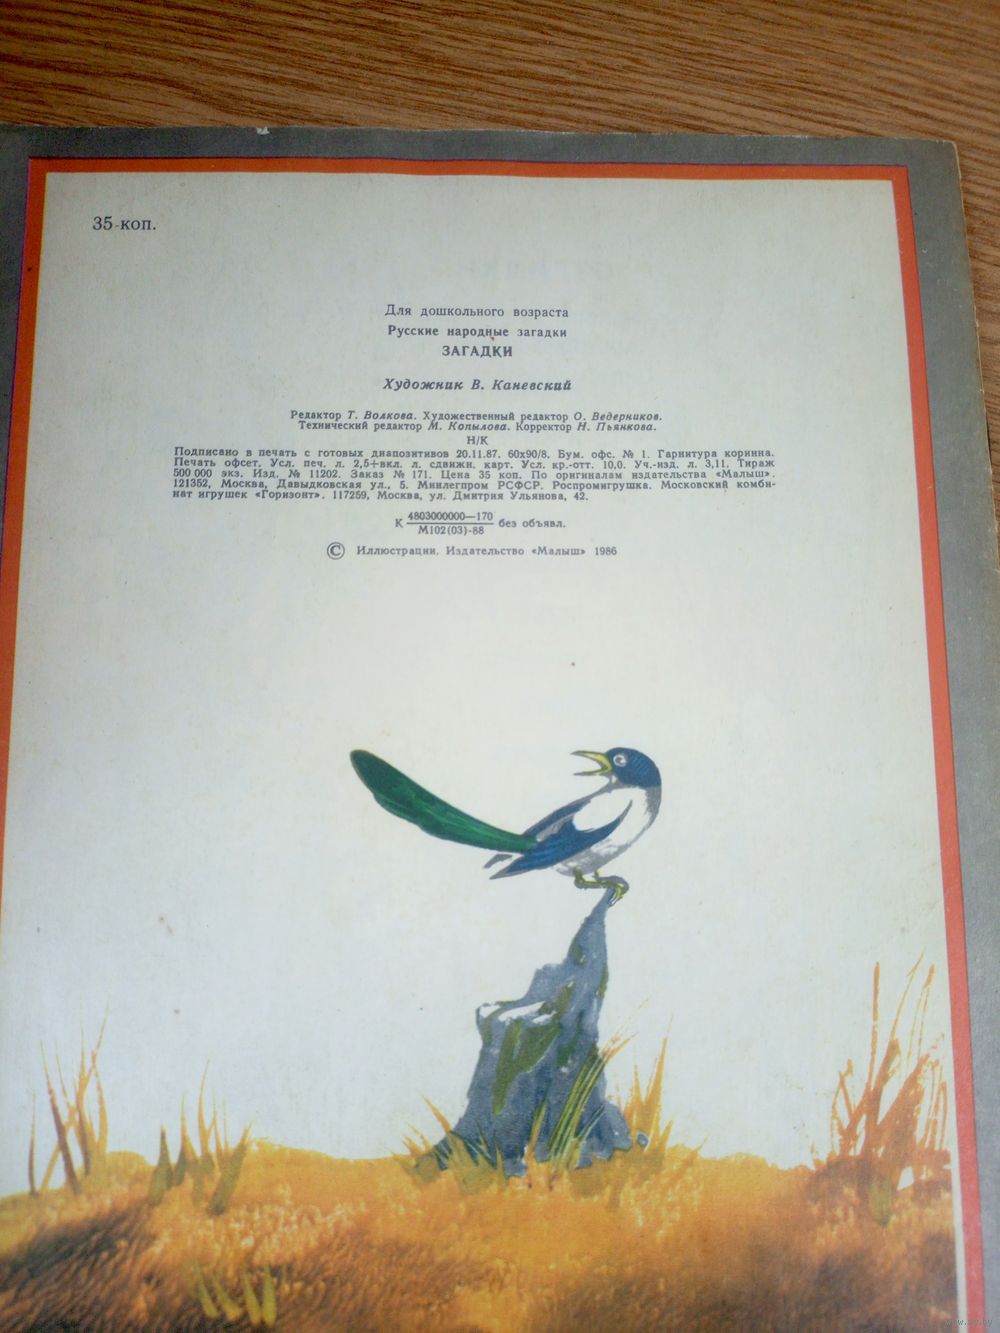 35-коп.
Для дошкольного возраста
Русские народные загадки
ЗАГАДКИ
Художник В. Каневский
Редактор Т. Волкова. Художественный редактор О. Ведерников.
Технический редактор М. Копылова. Корректор Н. Пьянкова.
Н/К
Подписано в печать с готовых диапозитивов 20.11.87. 60х90/8. Бум. офс. № 1. Гарнитура коринна.
Печать офсет. Усл. печ. л. 2,5+вкл. л. сдвижн. карт. Усл. кр.-отт. 10,0. Уч.-изд. л. 3,11. Тираж
500 000 экз. Изд. № 11202. Заказ № 171. Цена 35 коп. По оригиналам издательства «Малыш».
121352, Москва, Давыдковская ул., 5. Минлегпром РСФСР. Роспромигрушка. Московский комби-
нат игрушек «Горизонт». 117259, Москва, ул. Дмитрия Ульянова, 42.
К 4803000000—170 без объявл.
М102(03)-88
© Иллюстрации. Издательство «Малыш» 1986